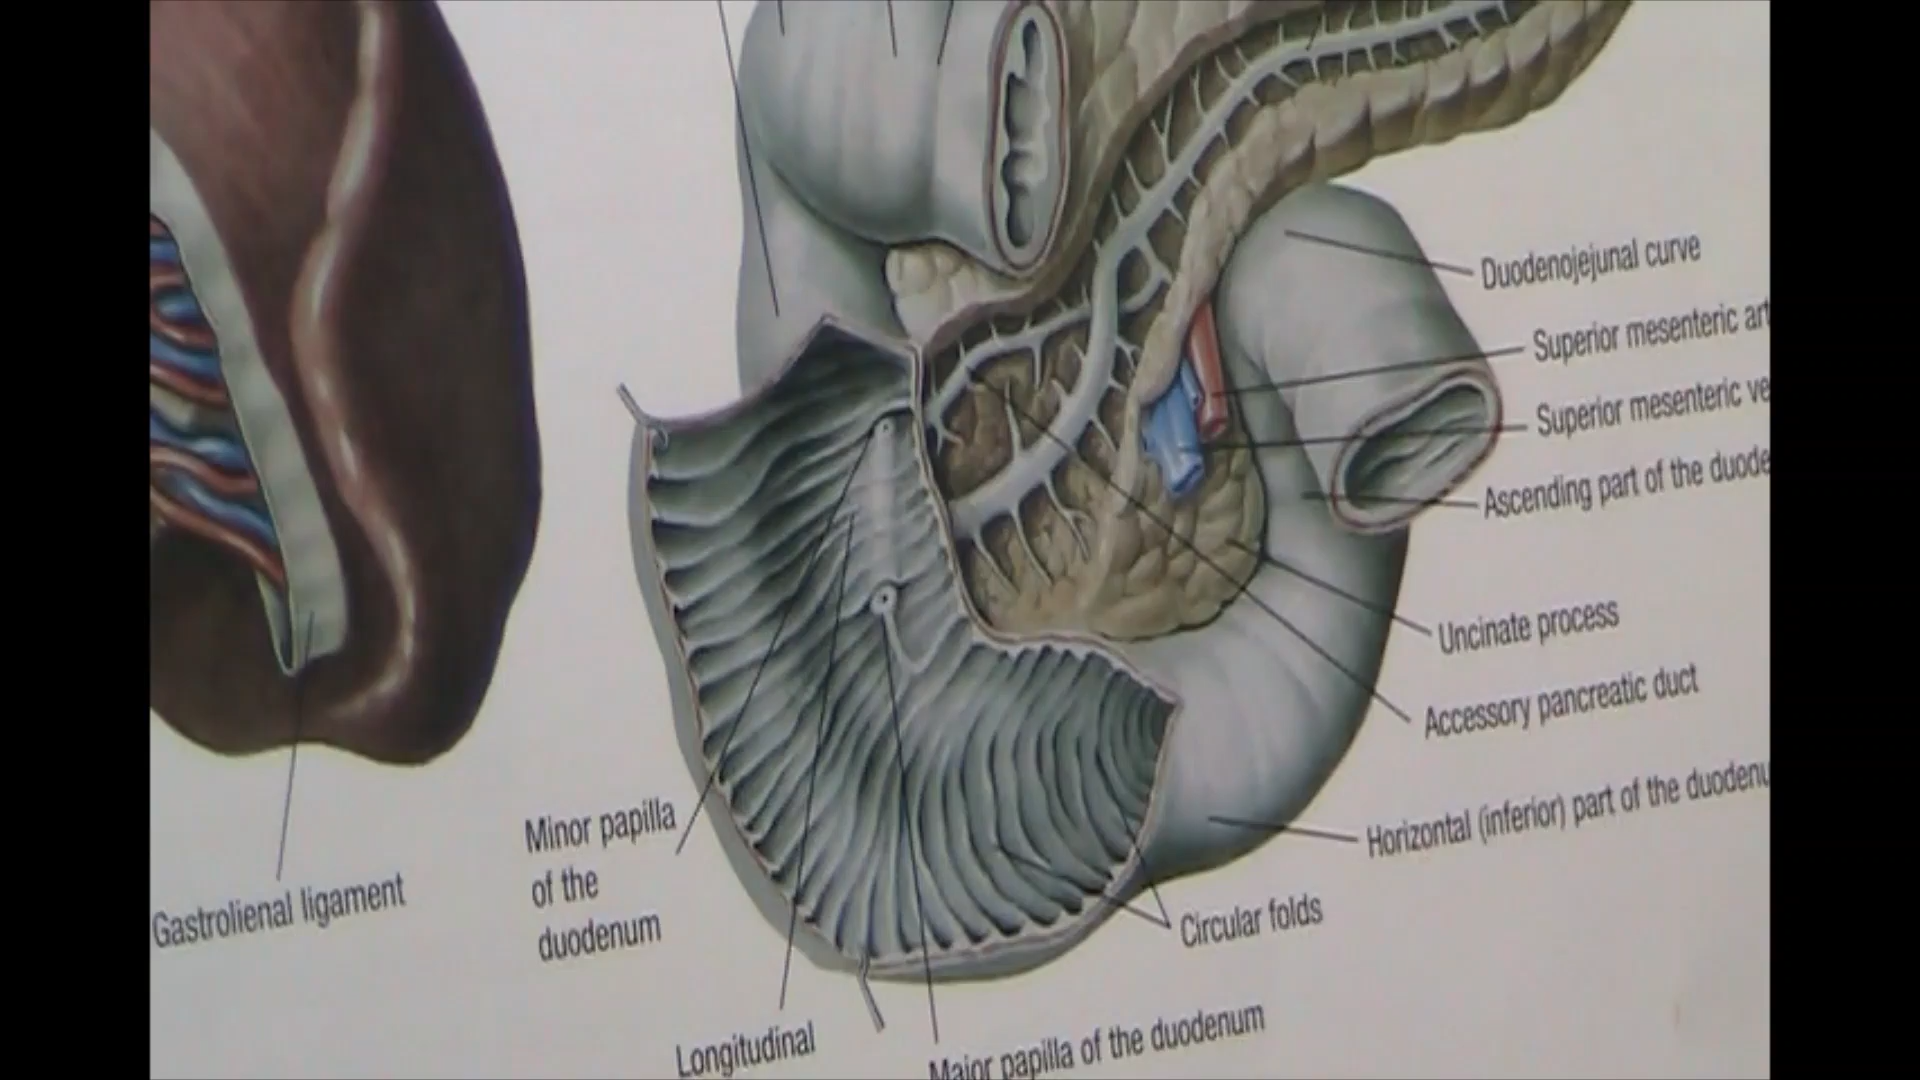 Duodenojejunal curve
Superior mesenteric art
Superior mesenteric ve
Ascending part of the duode
Uncinate process
Accessory pancreatic duct
Horizontal (inferior) part of the duodenu
Circular folds
Minor papilla
of the
duodenum
Gastrolienal ligament
Longitudinal
Major papilla of the duodenum